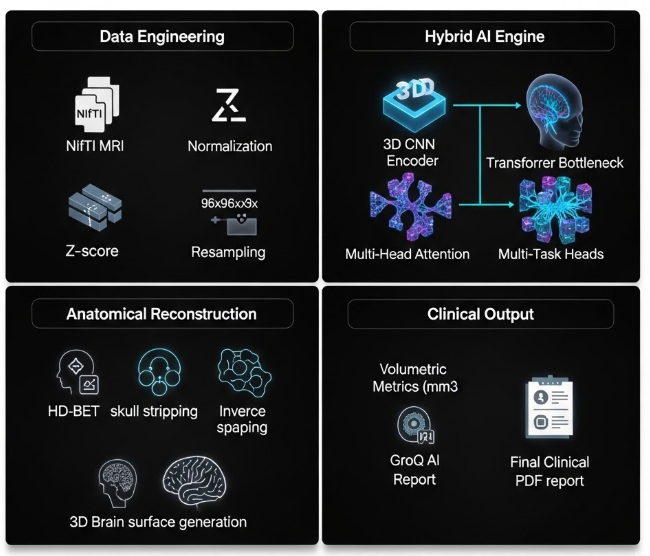 Data Engineering
NifTI
NifTI MRI
Normalization
Z-score
96x96xx9x
Resampling
Hybrid AI Engine
3D
3D CNN
Encoder
Transforrer Bottleneck
Multi-Head Attention
Multi-Task Heads
Anatomical Reconstruction
HD-BET
skull stripping
Inverse
spaping
3D Brain surface generation
Clinical Output
Volumetric
Metrics (mm3
GroQ AI
Report
Final Clinical
PDF report